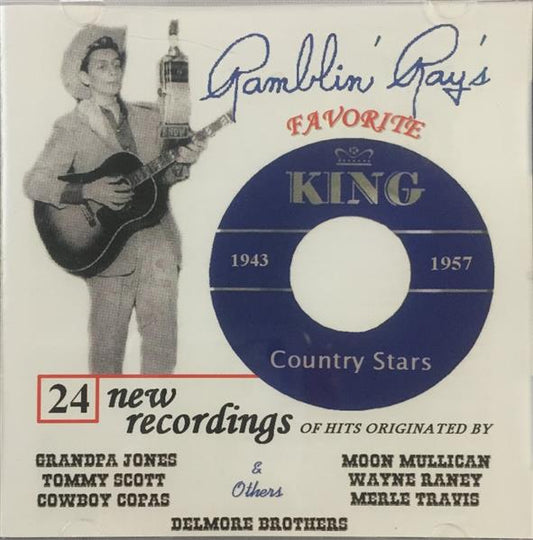 Ramblin' Ray's
FAVORITE
KING
1943 1957
Country Stars
24 new
recordings OF HITS ORIGINATED BY
GRANDPA JONES
TOMMY SCOTT
COWBOY COPAS
&
Others
MOON MULLICAN
WAYNE RANEY
MERLE TRAVIS
DELMORE BROTHERS